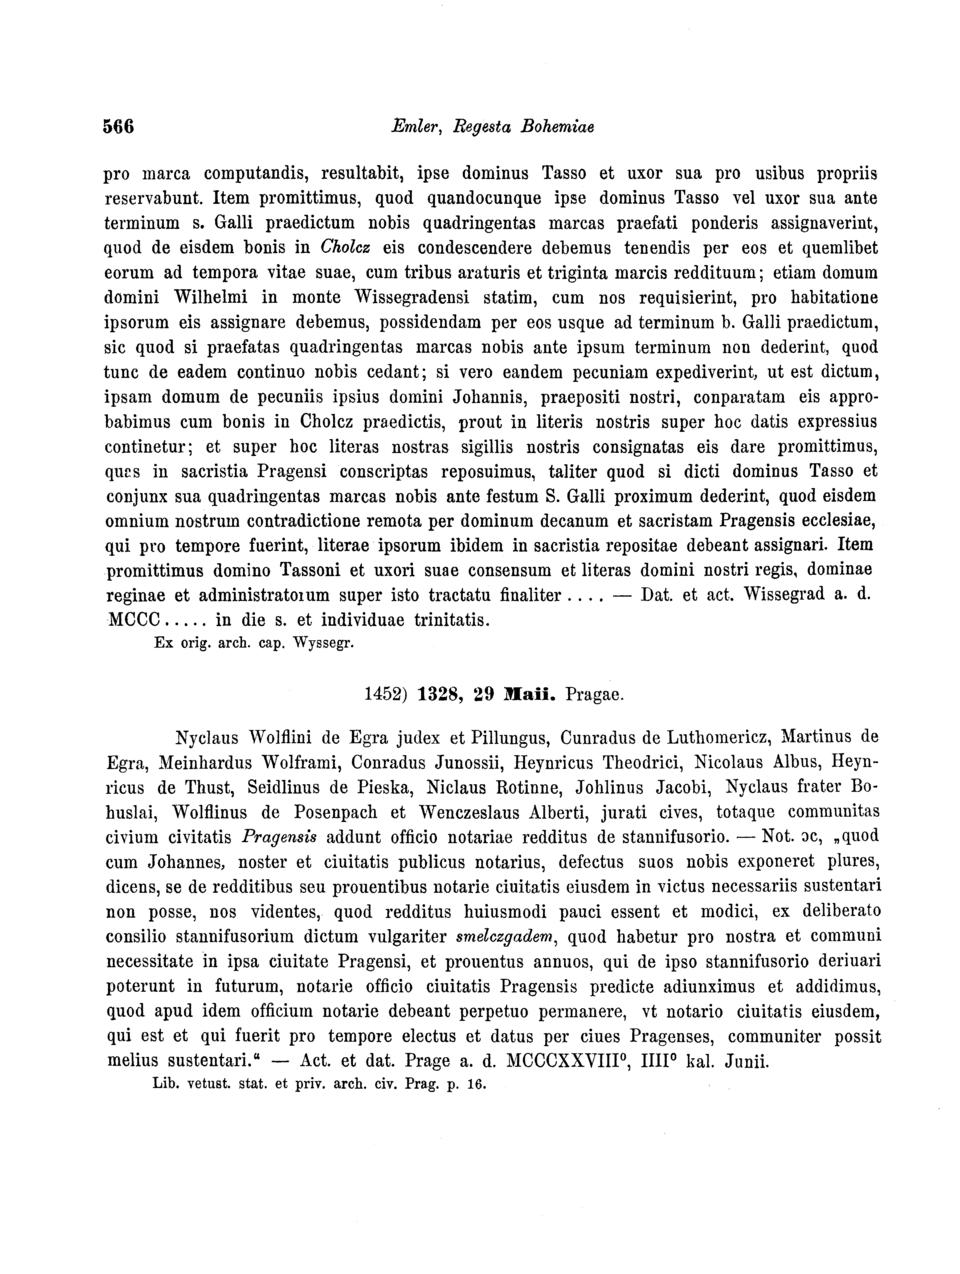 566 Emler, Regesta Bohemiae
pro marca computandis, resultabit, ipse dominus Tasso et uxor sua pro usibus propriis
reservabunt. Item promittimus, quod quandocunque ipse dominus Tasso vel uxor sua ante
terminum s. Galli praedictum nobis quadringentas marcas praefati ponderis assignaverint,
quod de eisdem bonis in Cholcz eis condescendere debemus tenendis per eos et quemlibet
eorum ad tempora vitae suae, cum tribus araturis et triginta marcis reddituum; etiam domum
domini Wilhelmi in monte Wissegradensi statim, cum nos requisierint, pro habitatione
ipsorum eis assignare debemus, possidendam per eos usque ad terminum b. Galli praedictum,
sic quod si praefatas quadringentas marcas nobis ante ipsum terminum non dederint, quod
tunc de eadem continuo nobis cedant; si vero eandem pecuniam expediverint, ut est dictum,
ipsam domum de pecuniis ipsius domini Johannis, praepositi nostri, conparatam eis appro-
babimus cum bonis in Cholcz praedictis, prout in literis nostris super hoc datis expressius
continetur; et super hoc literas nostras sigillis nostris consignatas eis dare promittimus,
ques in sacristia Pragensi conscriptas reposuimus, taliter quod si dicti dominus Tasso et
conjunx sua quadringentas marcas nobis ante festum S. Galli proximum dederint, quod eisdem
omnium nostrum contradictione remota per dominum decanum et sacristam Pragensis ecclesiae,
qui pro tempore fuerint, literae ipsorum ibidem in sacristia repositae debeant assignari. Item
promittimus domino Tassoni et uxori suae consensum et literas domini nostri regis, dominae
reginae et administratorum super isto tractatu finaliter .... — Dat. et act. Wissegrad a. d.
MCCC..... in die s. et individuae trinitatis.
Ex orig. arch. cap. Wyssegr.
1452) 1328, 29 Maii. Pragae.
Nyclaus Wolflini de Egra judex et Pillungus, Cunradus de Luthomericz, Martinus de
Egra, Meinhardus Wolframi, Conradus Junossii, Heynricus Theodrici, Nicolaus Albus, Heyn-
ricus de Thust, Seidlinus de Pieska, Niclaus Rotinne, Johlinus Jacobi, Nyclaus frater Bo-
huslai, Wolflinus de Posenpach et Wenczeslaus Alberti, jurati cives, totaque communitas
civium civitatis Pragensis addunt officio notariae redditus de stannifusorio. — Not. ɔc, „quod
cum Johannes, noster et ciuitatis publicus notarius, defectus suos nobis exponeret plures,
dicens, se de redditibus seu prouentibus notarie ciuitatis eiusdem in victus necessariis sustentari
non posse, nos videntes, quod redditus huiusmodi pauci essent et modici, ex deliberato
consilio stannifusorium dictum vulgariter smelczgadem, quod habetur pro nostra et communi
necessitate in ipsa ciuitate Pragensi, et prouentus annuos, qui de ipso stannifusorio deriuari
poterunt in futurum, notarie officio ciuitatis Pragensis predicte adiunximus et addidimus,
quod apud idem officium notarie debeant perpetuo permanere, vt notario ciuitatis eiusdem,
qui est et qui fuerit pro tempore electus et datus per ciues Pragenses, communiter possit
melius sustentari.“ — Act. et dat. Prage a. d. MCCCXXVIIIº, IIIIº kal. Junii.
Lib. vetust. stat. et priv. arch. civ. Prag. p. 16.